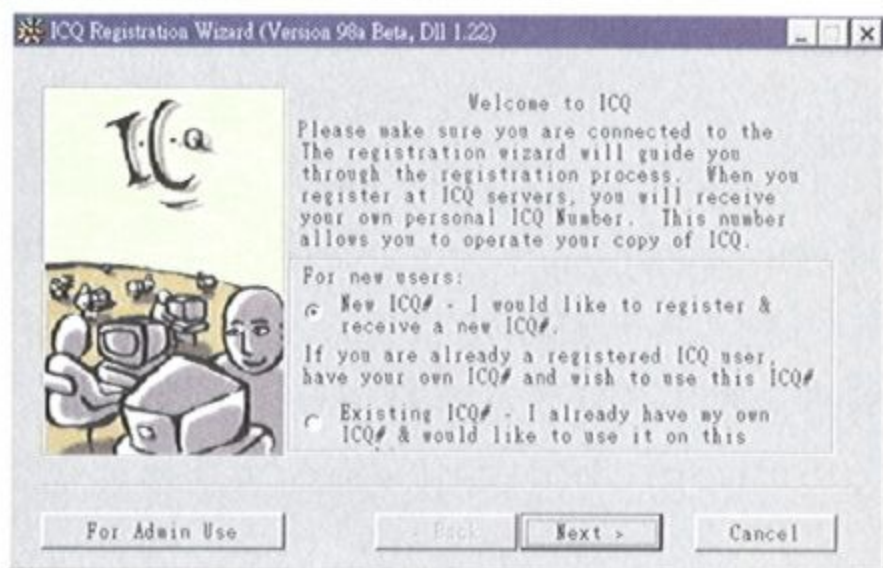 ICQ Registration Wizard (Version 98a Beta, Dll 1.22)
I.C.Q
Welcome to ICQ
Please make sure you are connected to the
The registration wizard will guide you
through the registration process. When you
register at ICQ servers, you will receive
your own personal ICQ Number. This number
allows you to operate your copy of ICQ.
For new users:
New ICQ# - I would like to register &
receive a new ICQ#.
If you are already a registered ICQ user,
have your own ICQ# and wish to use this ICQ#
Existing ICQ# - I already have my own
ICQ# & would like to use it on this
For Admin Use
< Back
Next >
Cancel